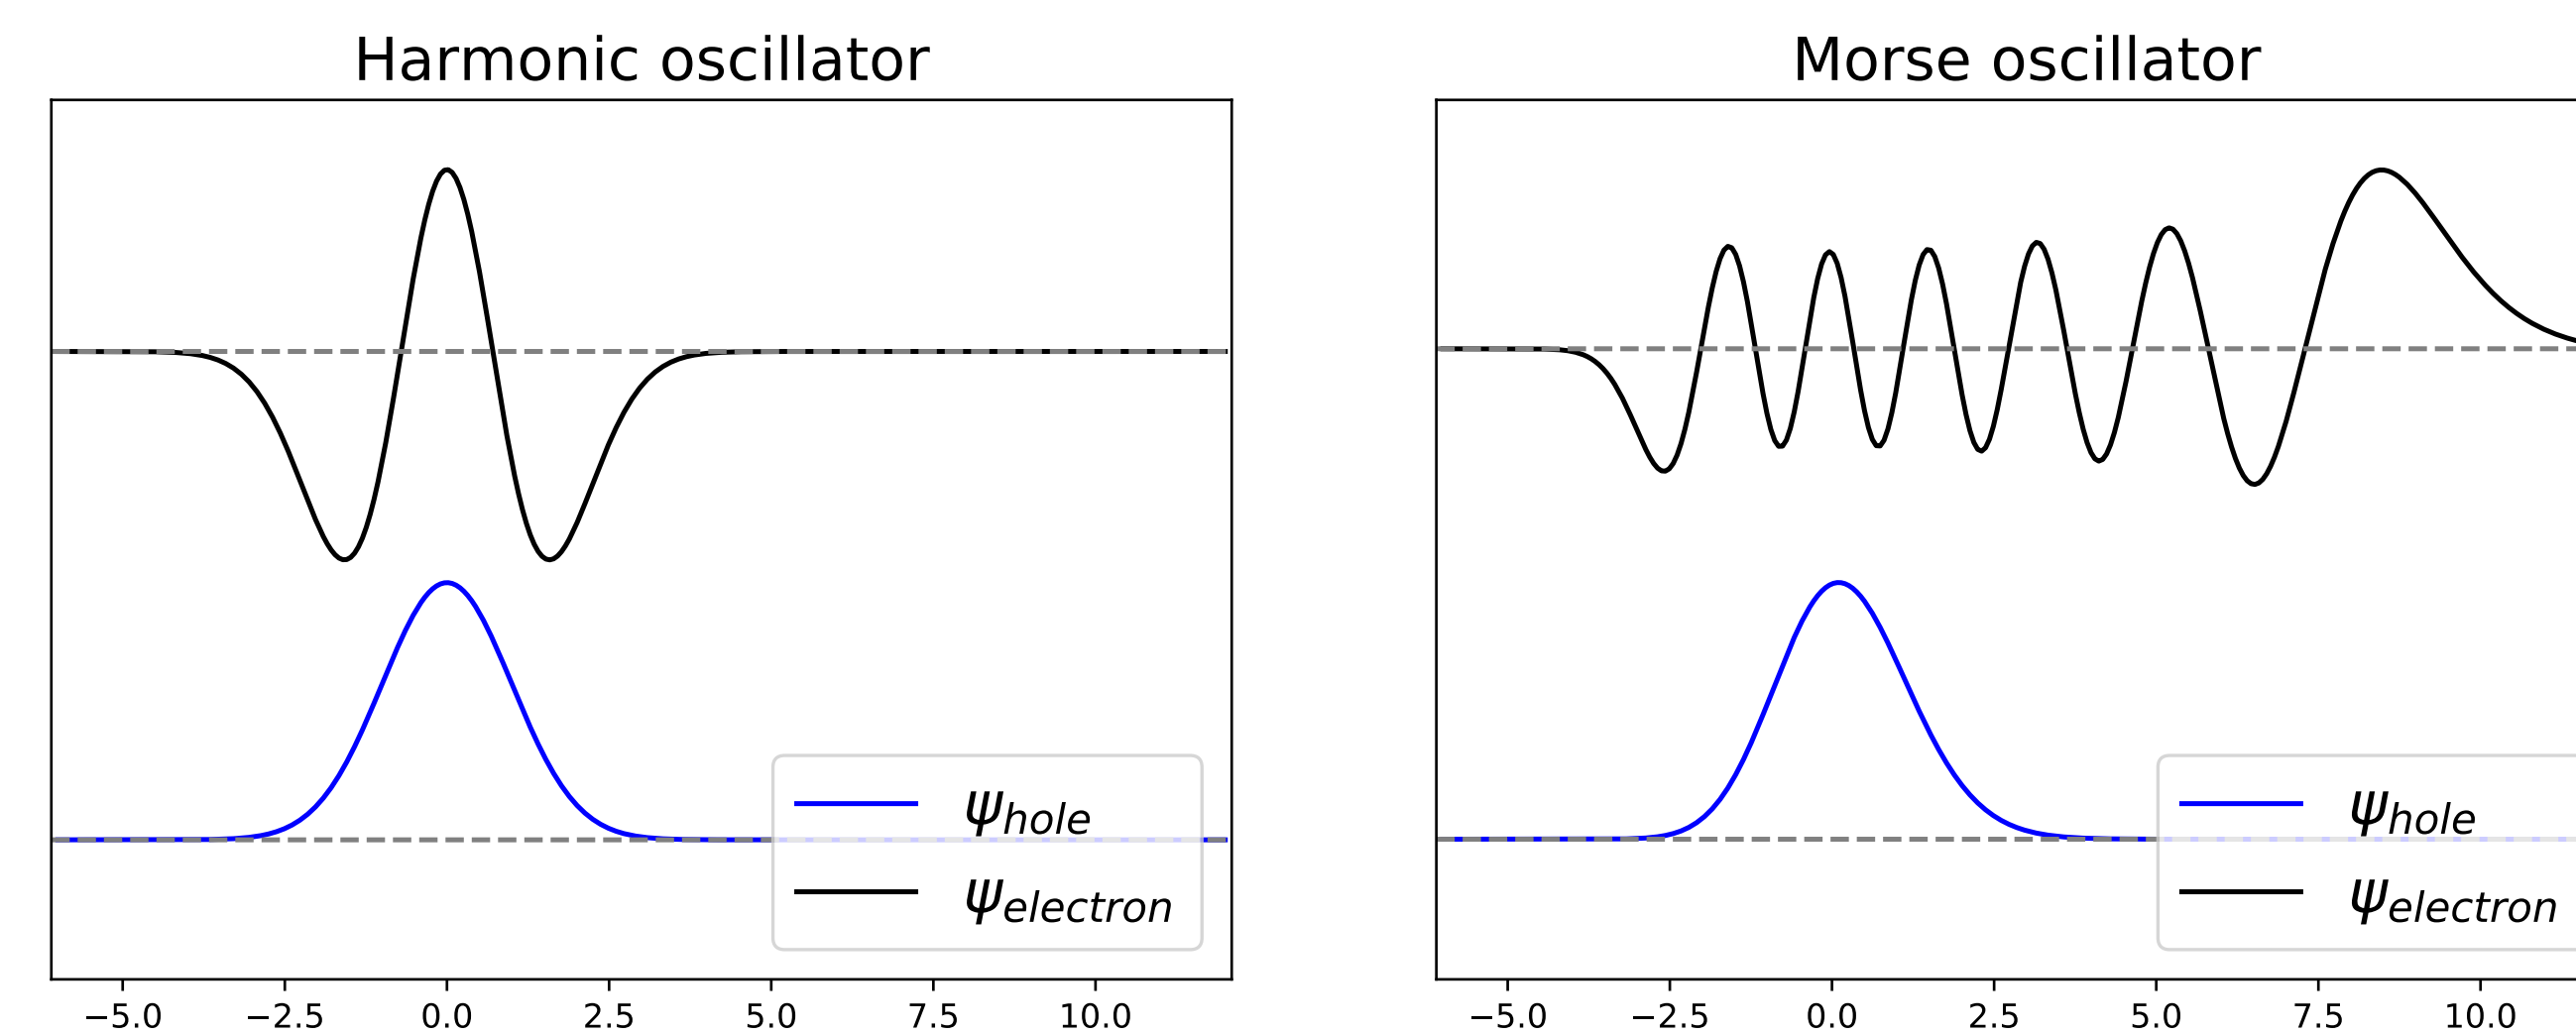 Harmonic oscillator
ψhole
ψelectron
−5.0 −2.5 0.0 2.5 5.0 7.5 10.0
Morse oscillator
ψhole
ψelectron
−5.0 −2.5 0.0 2.5 5.0 7.5 10.0